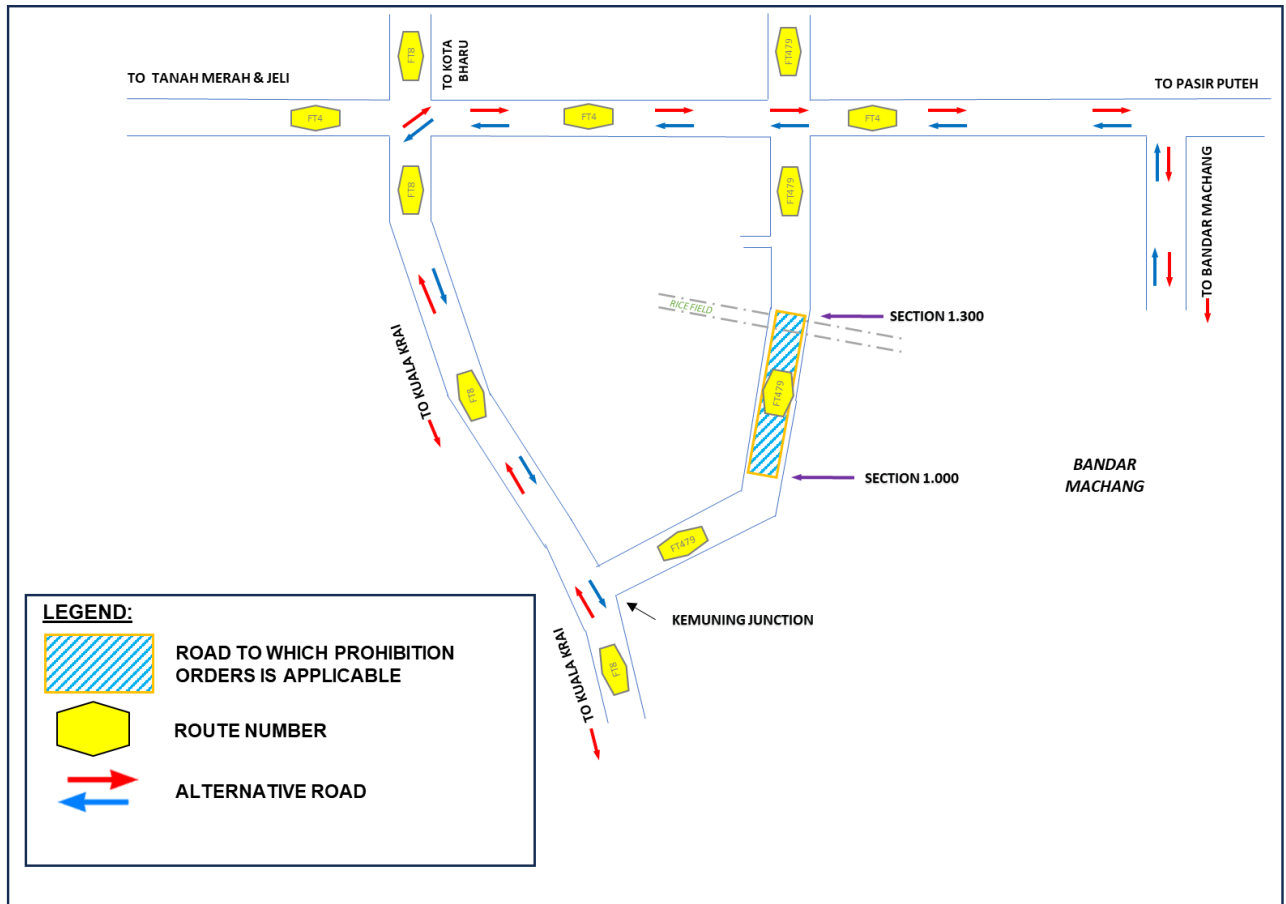 FT8
TO KOTA
BHARU
FT479
TO TANAH MERAH & JELI
TO PASIR PUTEH
FT4
FT4
FT4
FT8
FT479
TO BANDAR MACHANG
RICE FIELD
SECTION 1.300
TO KUALA KRAI
FT8
FT479
BANDAR
MACHANG
SECTION 1.000
FT479
KEMUNING JUNCTION
TO KUALA KRAI
FT8
LEGEND:
ROAD TO WHICH PROHIBITION
ORDERS IS APPLICABLE
ROUTE NUMBER
ALTERNATIVE ROAD